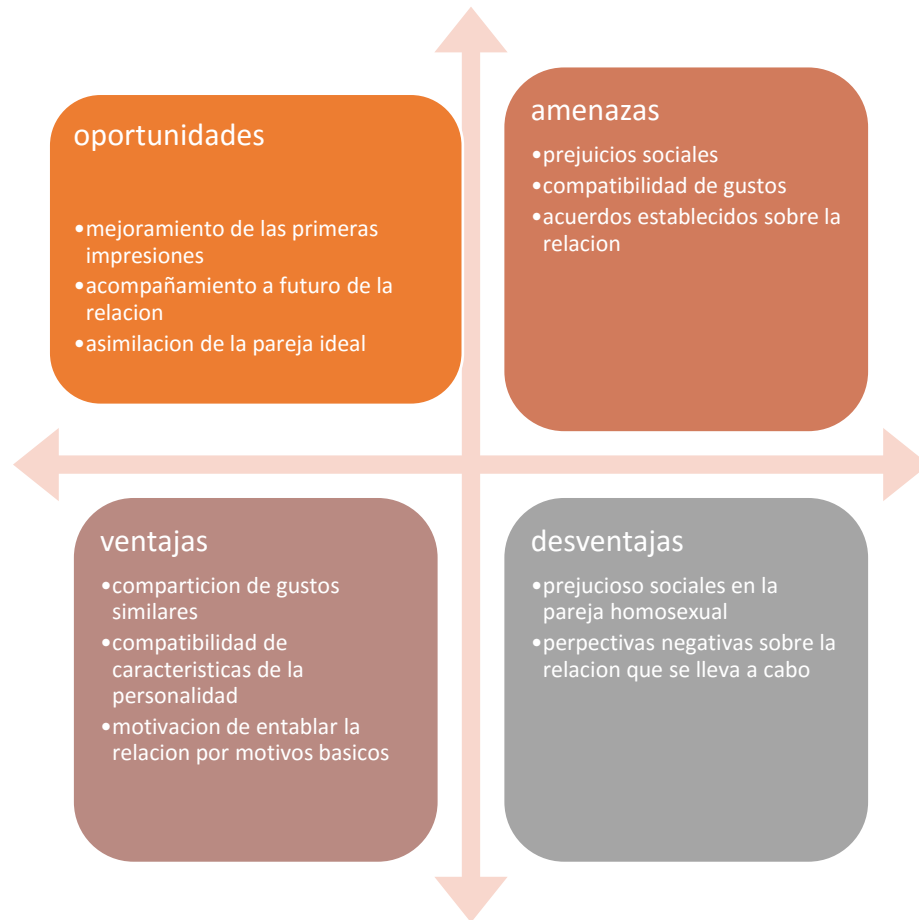 oportunidades
•mejoramiento de las primeras
impresiones
•acompañamiento a futuro de la
relacion
•asimilacion de la pareja ideal
amenazas
•prejuicios sociales
•compatibilidad de gustos
•acuerdos establecidos sobre la
relacion
ventajas
•comparticion de gustos
similares
•compatibilidad de
caracteristicas de la
personalidad
•motivacion de entablar la
relacion por motivos basicos
desventajas
•prejucioso sociales en la
pareja homosexual
•perpectivas negativas sobre la
relacion que se lleva a cabo